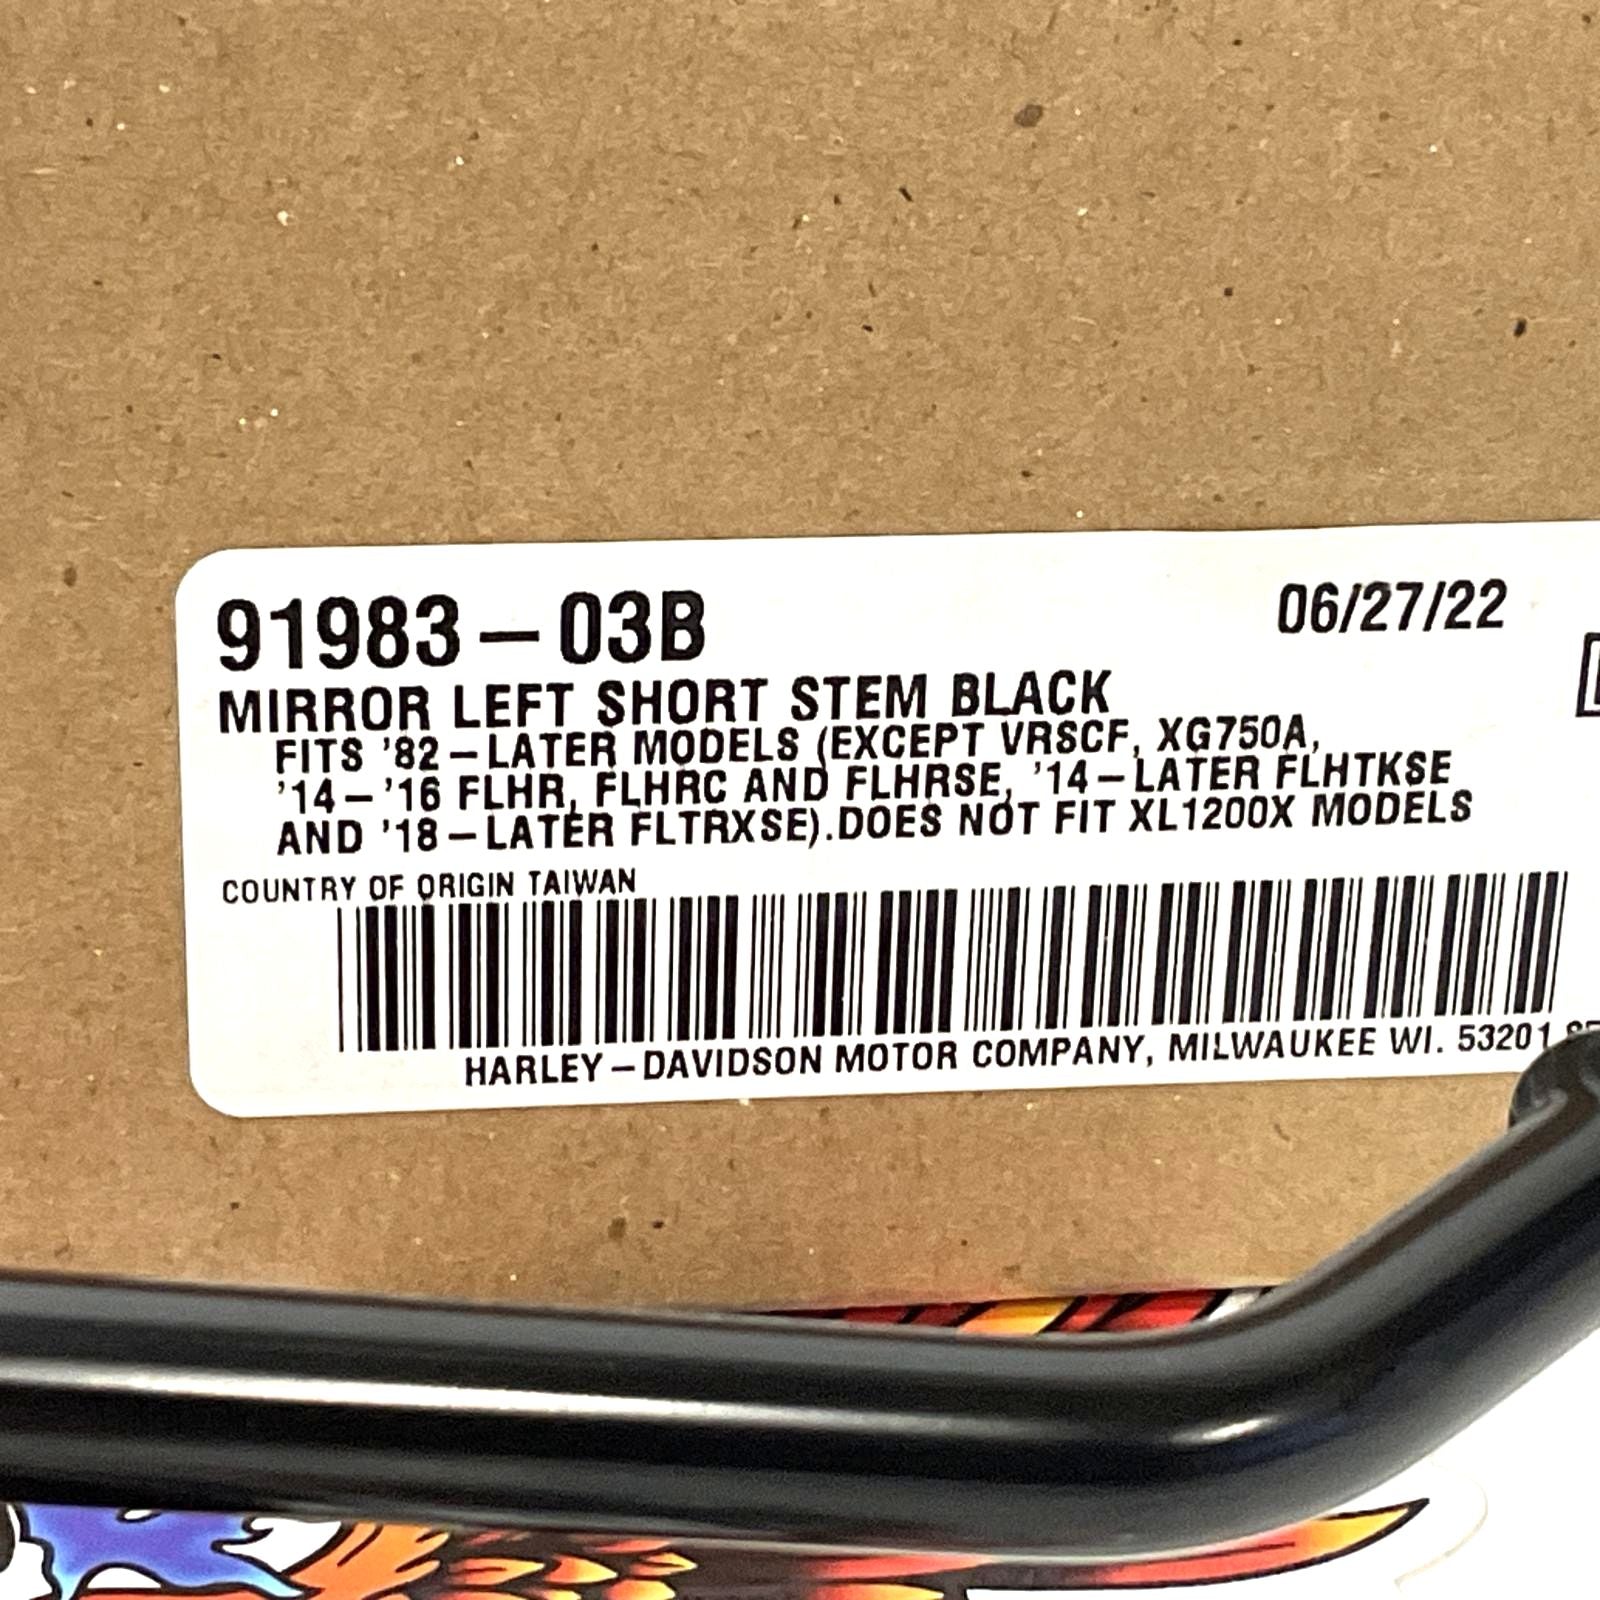 91983-03B
06/27/22
MIRROR LEFT SHORT STEM BLACK
FITS '82-LATER MODELS (EXCEPT VRSCF, XG750A,
'14-'16 FLHR, FLHRC AND FLHRSE, '14-LATER FLHTKSE
AND '18-LATER FLTRXSE).DOES NOT FIT XL1200X MODELS
COUNTRY OF ORIGIN TAIWAN
HARLEY-DAVIDSON MOTOR COMPANY, MILWAUKEE WI. 53201